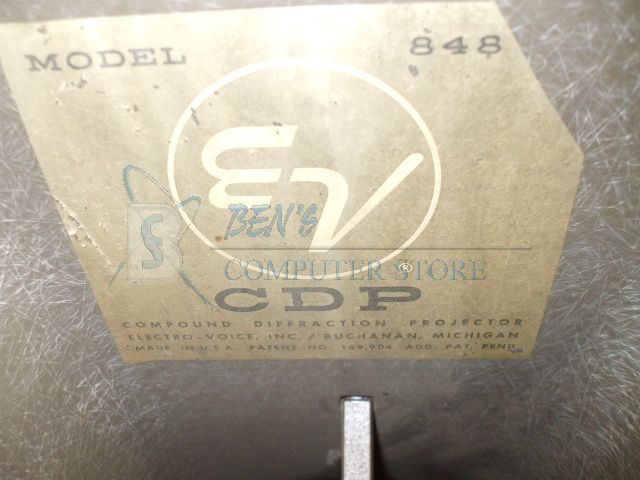 MODEL 848
EV
®
BEN'S
COMPUTER STORE
CDP
COMPOUND DIFFRACTION PROJECTOR
ELECTRO-VOICE, INC. / BUCHANAN, MICHIGAN
MADE IN U.S.A. PATENT NO. 169,904 ADD. PAT. PEND.